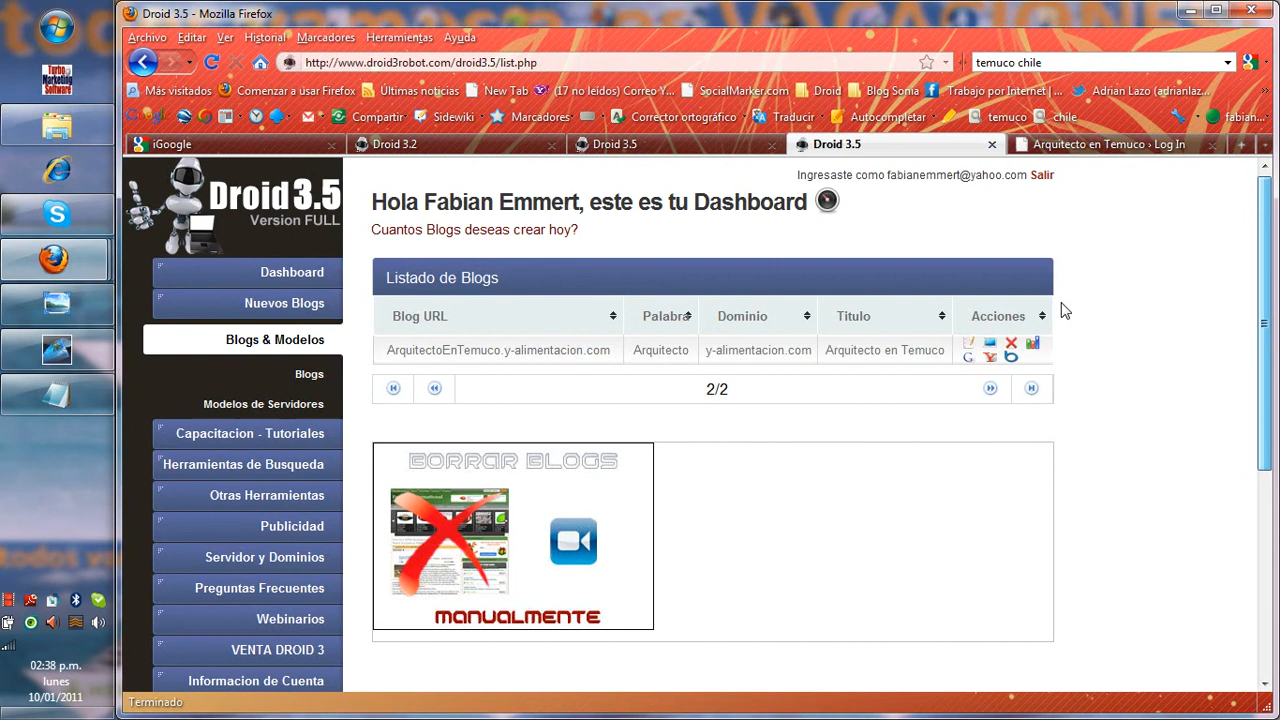 Droid 3.5 - Mozilla Firefox
Archivo Editar Ver Historial Marcadores Herramientas Ayuda
http://www.droid3robot.com/droid3.5/list.php
temuco chile
Más visitados Comenzar a usar Firefox Últimas noticias New Tab (17 no leídos) Correo Y... SocialMarker.com Droid Blog Sonia Trabajo por Internet |... Adrian Lazo (adrianlaz...
Compartir Sidewiki Marcadores Corrector ortográfico Traducir Autocompletar temuco chile fabian...
iGoogle Droid 3.2 Droid 3.5 Droid 3.5 Arquitecto en Temuco › Log In
Turbo
Marketing
Software
Droid 3.5
Version FULL
Ingresaste como fabianemmert@yahoo.com Salir
Hola Fabian Emmert, este es tu Dashboard
Cuantos Blogs deseas crear hoy?
Dashboard
Nuevos Blogs
Blogs & Modelos
Blogs
Modelos de Servidores
Capacitacion - Tutoriales
Herramientas de Busqueda
Otras Herramientas
Publicidad
Servidor y Dominios
Preguntas Frecuentes
Webinarios
VENTA DROID 3
Informacion de Cuenta
Listado de Blogs
Blog URL Palabra Dominio Titulo Acciones
ArquitectoEnTemuco.y-alimentacion.com Arquitecto y-alimentacion.com Arquitecto en Temuco
2/2
BORRAR BLOGS
MANUALMENTE
02:38 p.m.
lunes
10/01/2011
Terminado